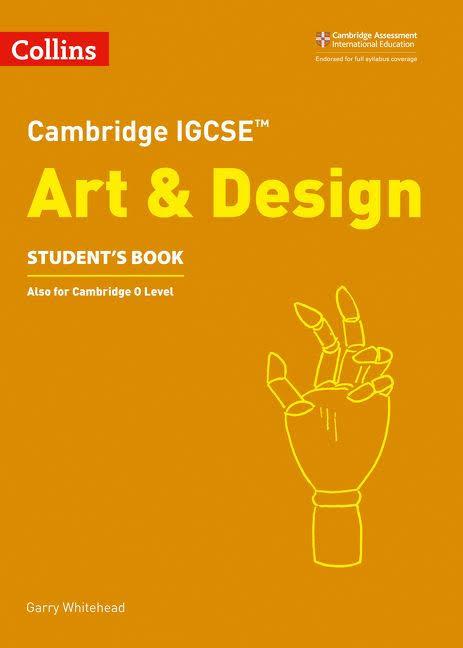 Collins
Cambridge Assessment
International Education
Endorsed for full syllabus coverage
Cambridge IGCSE™
Art & Design
STUDENT'S BOOK
Also for Cambridge O Level
Garry Whitehead